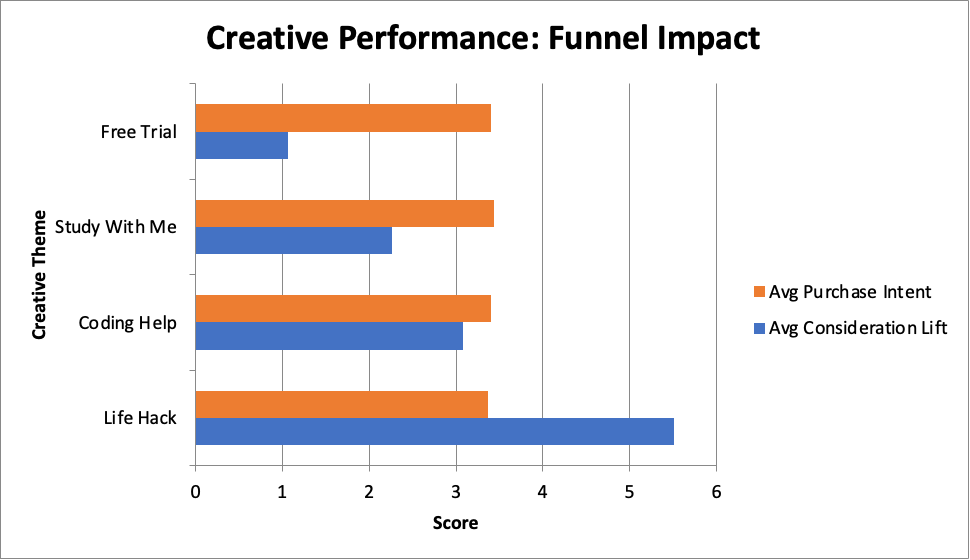 Creative Performance: Funnel Impact
Creative Theme
Free Trial
Study With Me
Coding Help
Life Hack
0 1 2 3 4 5 6
Score
Avg Purchase Intent
Avg Consideration Lift